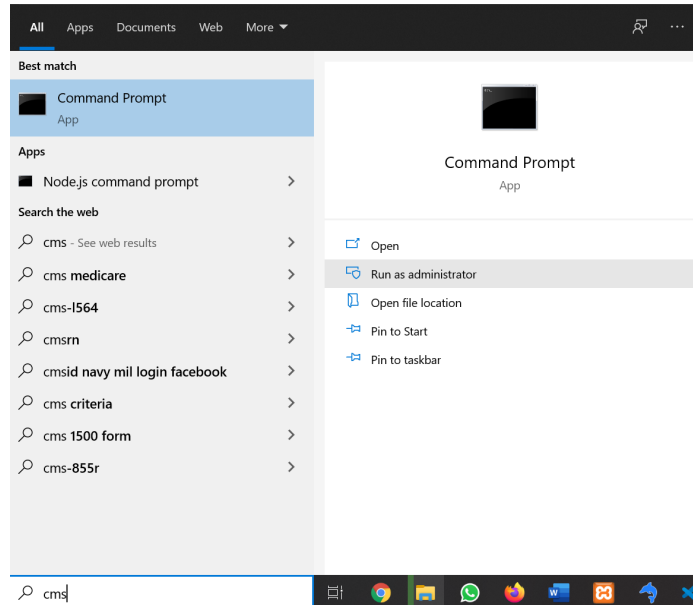 All Apps Documents Web More
Best match
Command Prompt
App
Apps
Node.js command prompt
Search the web
cms - See web results
cms medicare
cms-l564
cmsrn
cmsid navy mil login facebook
cms criteria
cms 1500 form
cms-855r
Command Prompt
App
Open
Run as administrator
Open file location
Pin to Start
Pin to taskbar
cms
W